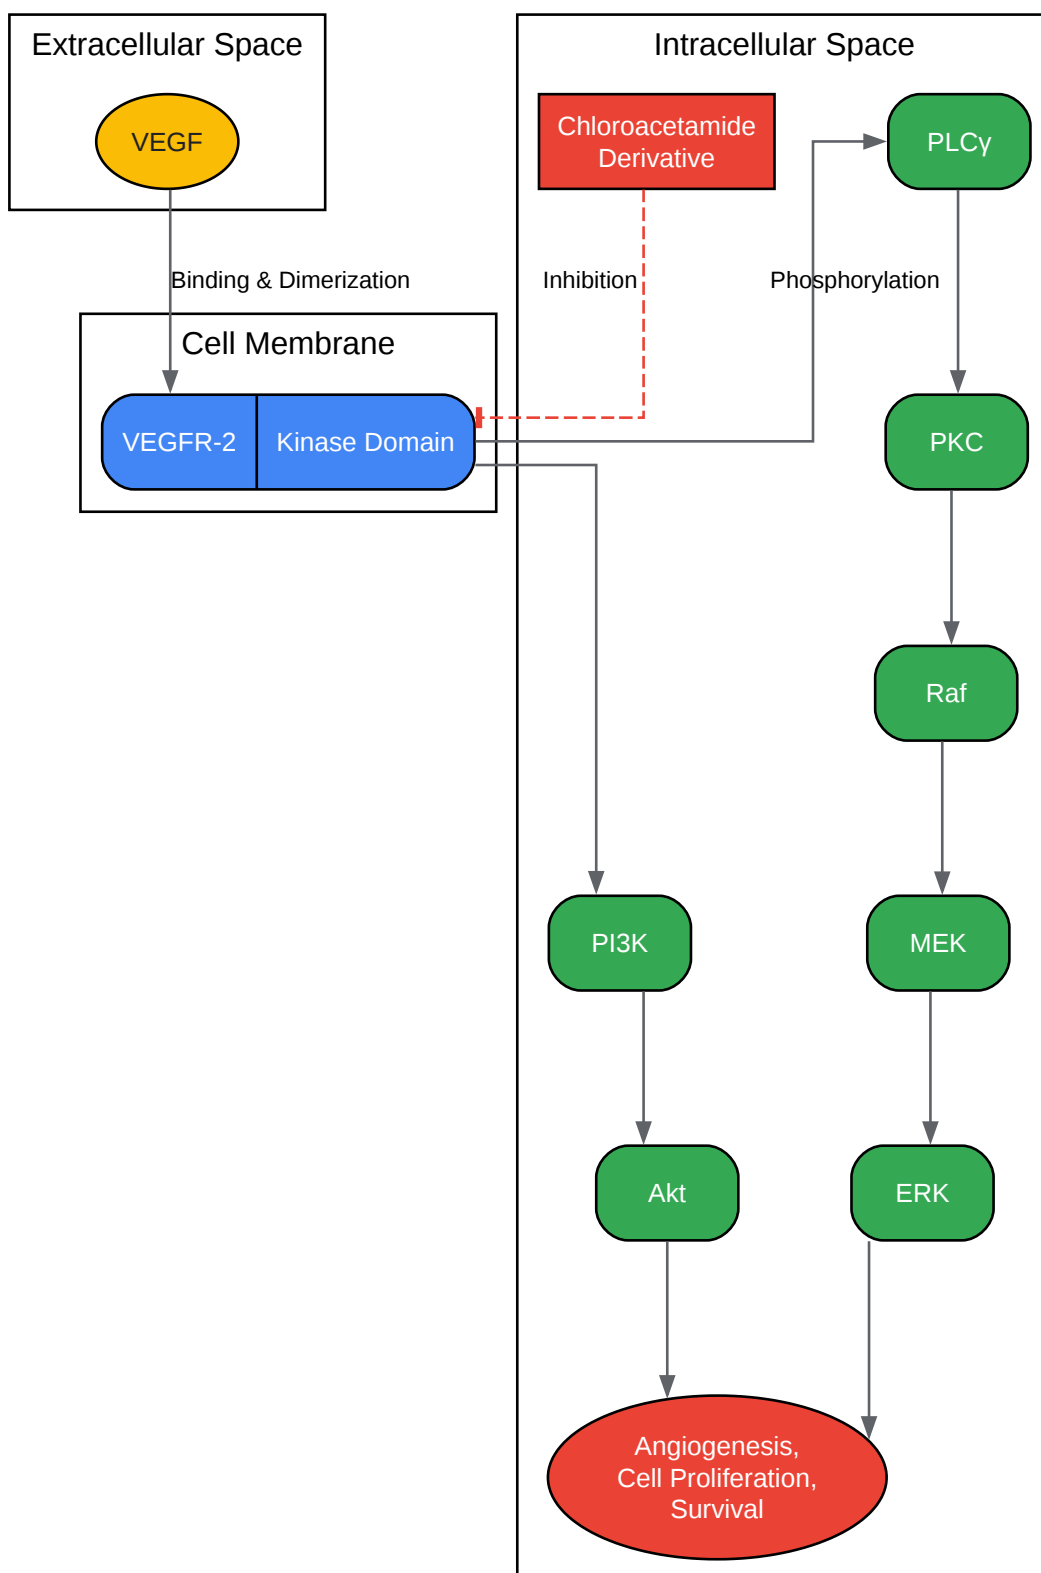 Extracellular Space
VEGF
Binding & Dimerization
Cell Membrane
VEGFR-2
Kinase Domain
Intracellular Space
Chloroacetamide
Derivative
Inhibition
Phosphorylation
PLCγ
PKC
Raf
PI3K
MEK
Akt
ERK
Angiogenesis,
Cell Proliferation,
Survival